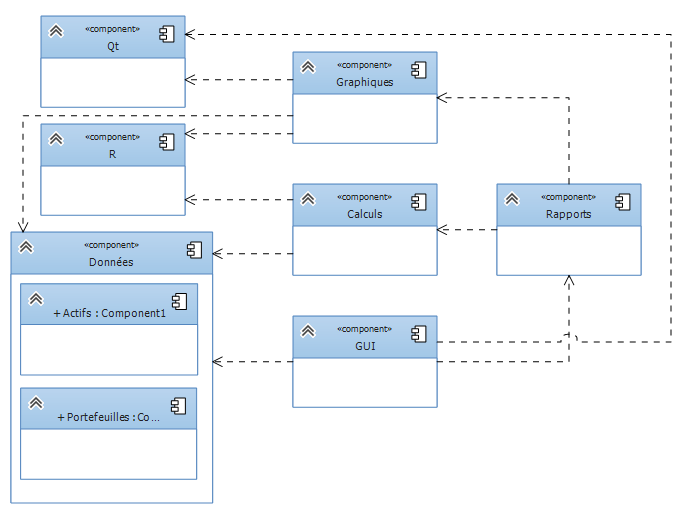 «component»
Qt
«component»
Graphiques
«component»
R
«component»
Calculs
«component»
Rapports
«component»
Données
+ Actifs : Component1
+ Portefeuilles : Co...
«component»
GUI